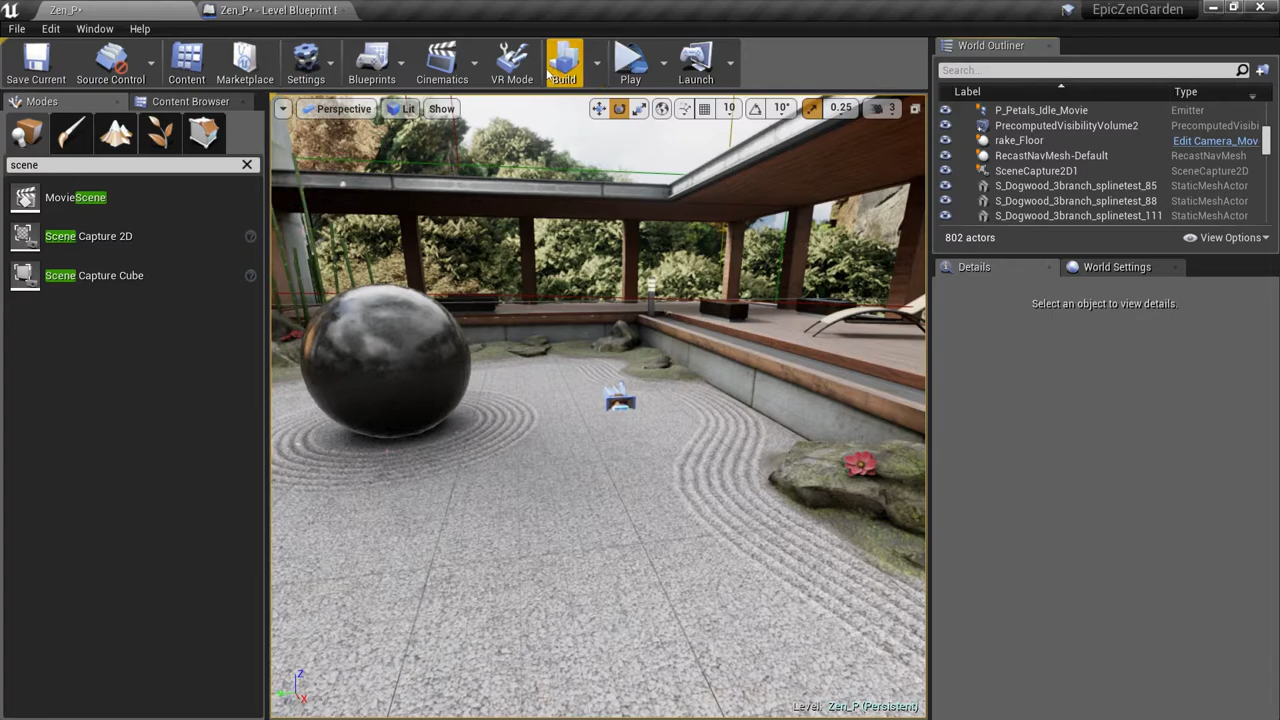 Zen_P•
Zen_P• - Level Blueprint E
EpicZenGarden
File Edit Window Help
Save Current Source Control Content Marketplace Settings Blueprints Cinematics VR Mode Build Play Launch
Modes Content Browser
scene
MovieScene
Scene Capture 2D
Scene Capture Cube
Perspective Lit Show 10 10° 0.25 3
Level: Zen_P (Persistent)
Z
X
World Outliner
Search...
Label Type
P_Petals_Idle_Movie Emitter
PrecomputedVisibilityVolume2 PrecomputedVisibi
rake_Floor Edit Camera_Mov
RecastNavMesh-Default RecastNavMesh
SceneCapture2D1 SceneCapture2D
S_Dogwood_3branch_splinetest_85 StaticMeshActor
S_Dogwood_3branch_splinetest_88 StaticMeshActor
S_Dogwood_3branch_splinetest_111 StaticMeshActor
802 actors View Options
Details World Settings
Select an object to view details.